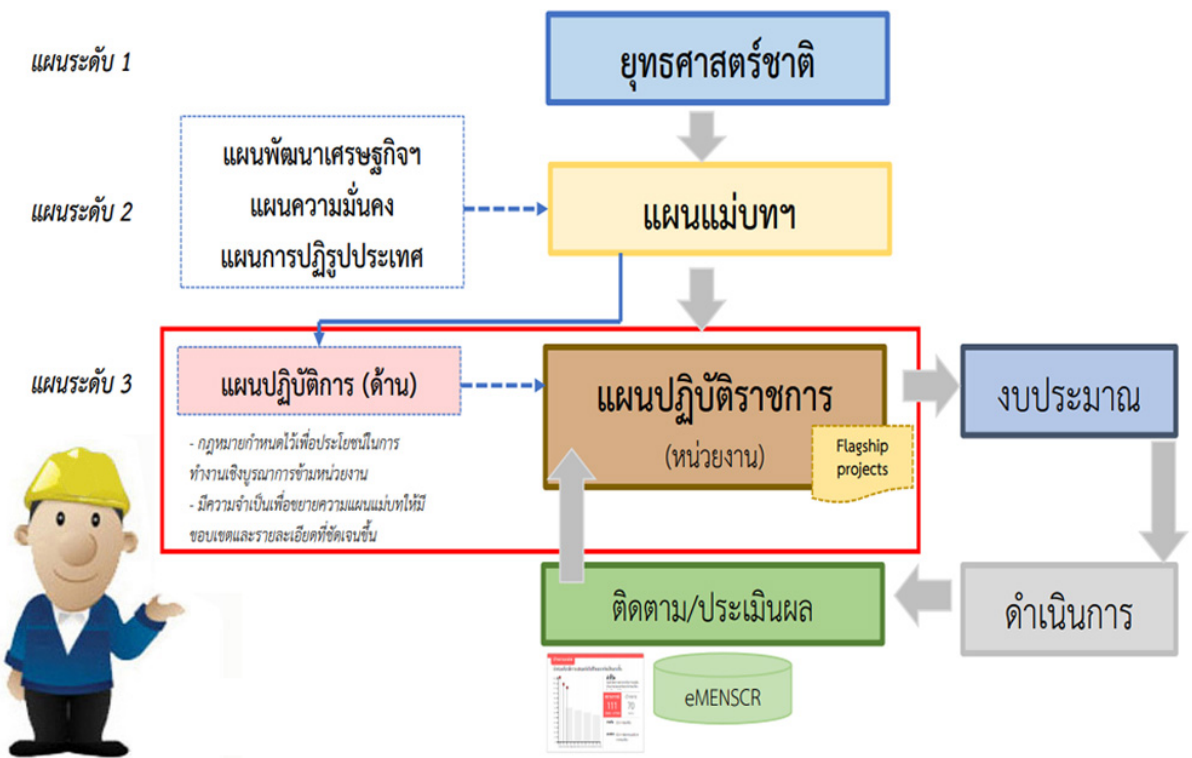 แผนระดับ 1
ยุทธศาสตร์ชาติ
แผนระดับ 2
แผนพัฒนาเศรษฐกิจฯ
แผนความมั่นคง
แผนการปฏิรูปประเทศ
แผนแม่บทฯ
แผนระดับ 3
แผนปฏิบัติการ (ด้าน)
- กฎหมายกำหนดไว้เพื่อประโยชน์ในการ
ทำงานเชิงบูรณาการข้ามหน่วยงาน
- มีความจำเป็นเพื่อขยายความแผนแม่บทให้มี
ขอบเขตและรายละเอียดที่ชัดเจนขึ้น
แผนปฏิบัติราชการ
(หน่วยงาน)
Flagship
projects
งบประมาณ
ดำเนินการ
ติดตาม/ประเมินผล
111
70
eMENSCR